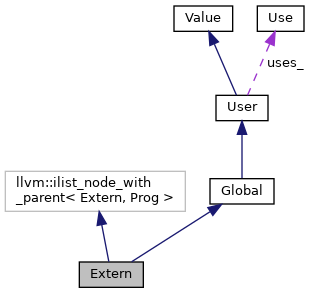 Value
Use
uses_
User
llvm::ilist_node_with
_parent< Extern, Prog >
Global
Extern